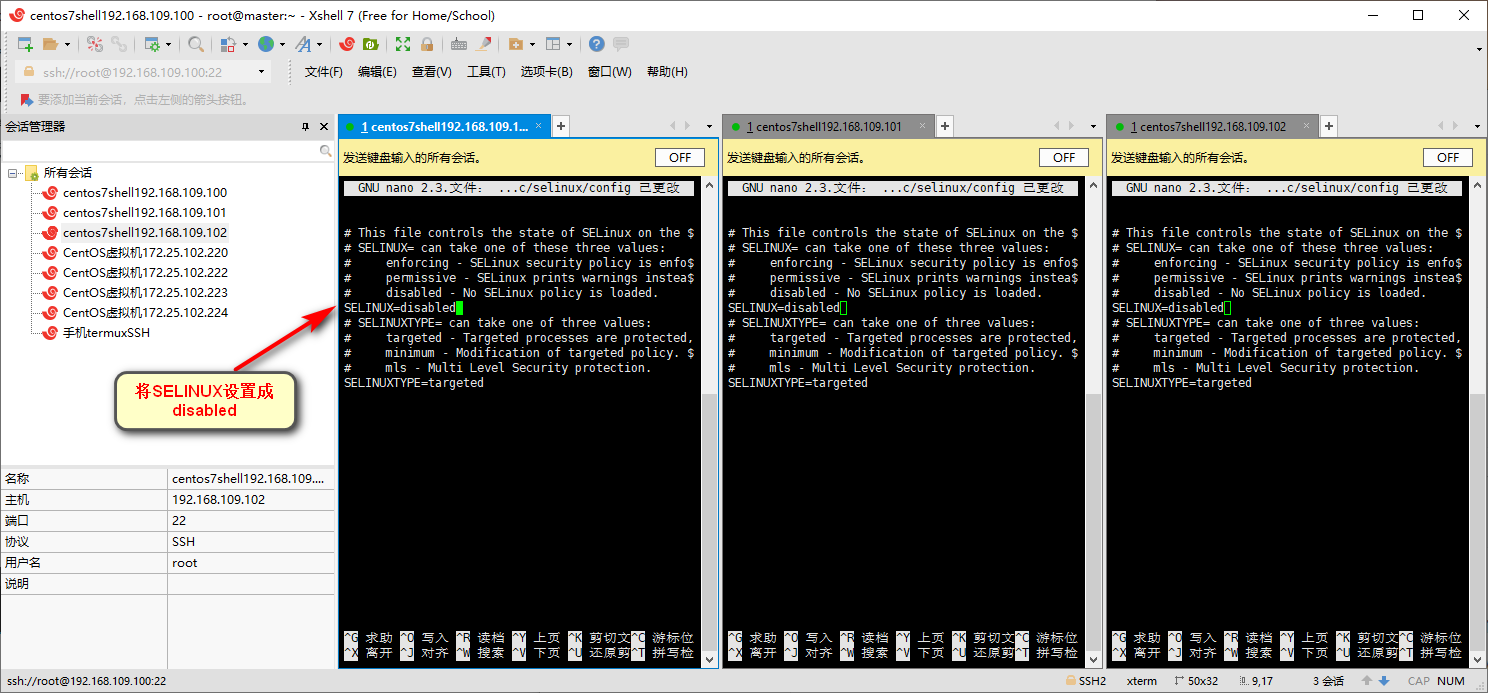 centos7shell192.168.109.100 - root@master:~ - Xshell 7 (Free for Home/School)
ssh://root@192.168.109.100:22
文件(F) 编辑(E) 查看(V) 工具(T) 选项卡(B) 窗口(W) 帮助(H)
要添加当前会话，点击左侧的箭头按钮。
会话管理器
所有会话
centos7shell192.168.109.100
centos7shell192.168.109.101
centos7shell192.168.109.102
CentOS虚拟机172.25.102.220
CentOS虚拟机172.25.102.222
CentOS虚拟机172.25.102.223
CentOS虚拟机172.25.102.224
手机termuxSSH
将SELINUX设置成
disabled
名称 centos7shell192.168.109....
主机 192.168.109.102
端口 22
协议 SSH
用户名 root
说明
1 centos7shell192.168.109.1...
发送键盘输入的所有会话。 OFF
GNU nano 2.3.文件： ...c/selinux/config 已更改
# This file controls the state of SELinux on the $
# SELINUX= can take one of these three values:
#     enforcing - SELinux security policy is enfo$
#     permissive - SELinux prints warnings instea$
#     disabled - No SELinux policy is loaded.
SELINUX=disabled
# SELINUXTYPE= can take one of three values:
#     targeted - Targeted processes are protected,
#     minimum - Modification of targeted policy. $
#     mls - Multi Level Security protection.
SELINUXTYPE=targeted
^G 求助 ^O 写入 ^R 读档 ^Y 上页 ^K 剪切文^C 游标位
^X 离开 ^J 对齐 ^W 搜索 ^V 下页 ^U 还原剪^T 拼写检
1 centos7shell192.168.109.101
发送键盘输入的所有会话。 OFF
GNU nano 2.3.文件： ...c/selinux/config 已更改
# This file controls the state of SELinux on the $
# SELINUX= can take one of these three values:
#     enforcing - SELinux security policy is enfo$
#     permissive - SELinux prints warnings instea$
#     disabled - No SELinux policy is loaded.
SELINUX=disabled
# SELINUXTYPE= can take one of three values:
#     targeted - Targeted processes are protected,
#     minimum - Modification of targeted policy. $
#     mls - Multi Level Security protection.
SELINUXTYPE=targeted
^G 求助 ^O 写入 ^R 读档 ^Y 上页 ^K 剪切文^C 游标位
^X 离开 ^J 对齐 ^W 搜索 ^V 下页 ^U 还原剪^T 拼写检
1 centos7shell192.168.109.102
发送键盘输入的所有会话。 OFF
GNU nano 2.3.文件： ...c/selinux/config 已更改
# This file controls the state of SELinux on the $
# SELINUX= can take one of these three values:
#     enforcing - SELinux security policy is enfo$
#     permissive - SELinux prints warnings instea$
#     disabled - No SELinux policy is loaded.
SELINUX=disabled
# SELINUXTYPE= can take one of three values:
#     targeted - Targeted processes are protected,
#     minimum - Modification of targeted policy. $
#     mls - Multi Level Security protection.
SELINUXTYPE=targeted
^G 求助 ^O 写入 ^R 读档 ^Y 上页 ^K 剪切文^C 游标位
^X 离开 ^J 对齐 ^W 搜索 ^V 下页 ^U 还原剪^T 拼写检
ssh://root@192.168.109.100:22 SSH2 xterm 50x32 9,17 3 会话 CAP NUM